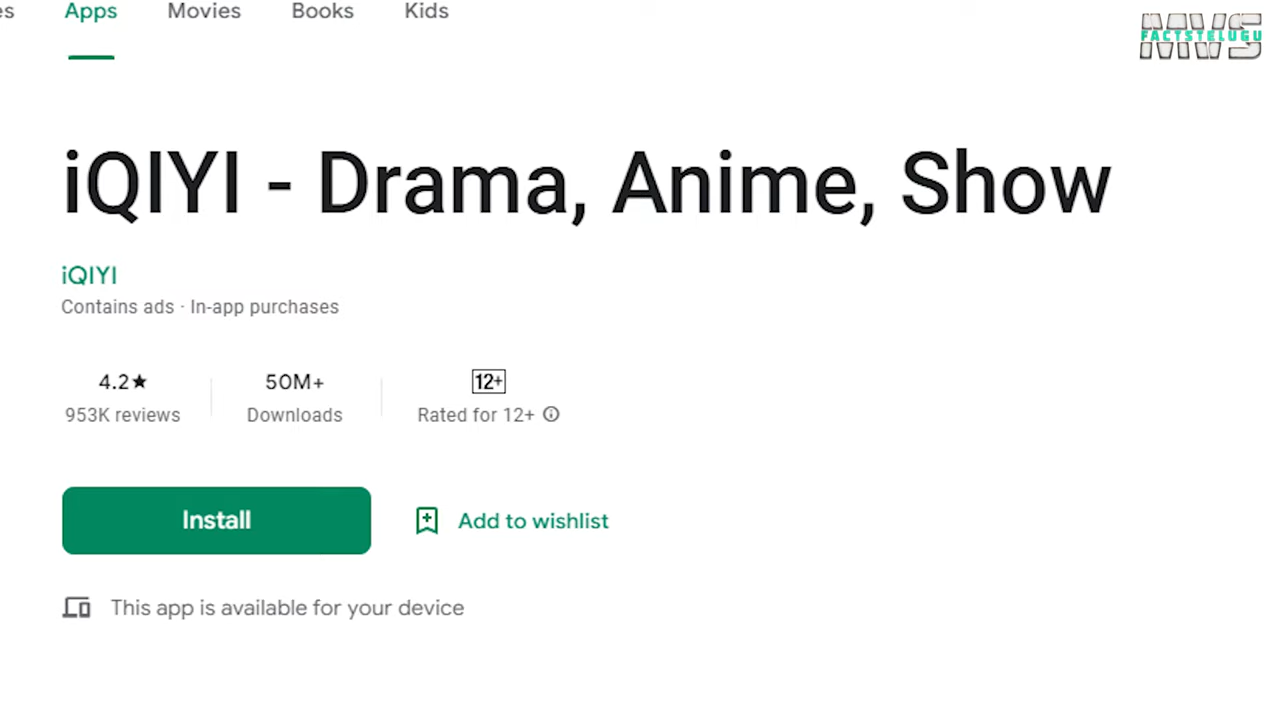 es Apps Movies Books Kids
MVS
FACTSTELUGU
iQIYI - Drama, Anime, Show
iQIYI
Contains ads · In-app purchases
4.2★ 50M+ 12+
953K reviews Downloads Rated for 12+
Install Add to wishlist
This app is available for your device